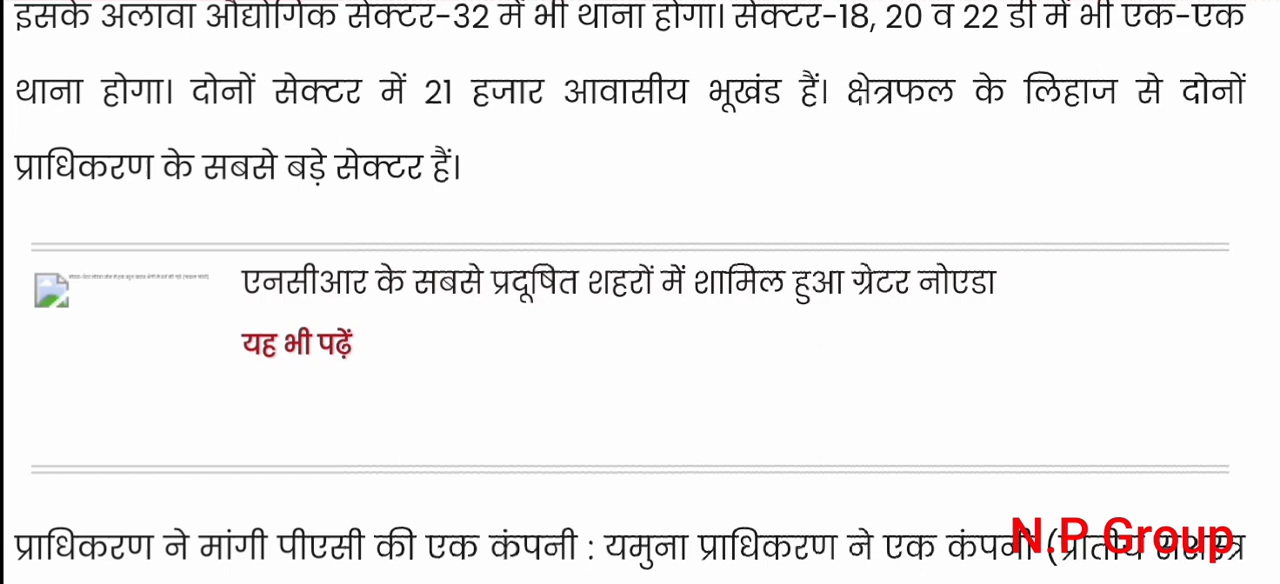 इसके अलावा औद्योगिक सेक्टर-32 में भी थाना होगा। सेक्टर-18, 20 व 22 डी में भी एक-एक
थाना होगा। दोनों सेक्टर में 21 हजार आवासीय भूखंड हैं। क्षेत्रफल के लिहाज से दोनों
प्राधिकरण के सबसे बड़े सेक्टर हैं।
एनसीआर के सबसे प्रदूषित शहरों में शामिल हुआ ग्रेटर नोएडा
यह भी पढ़ें
प्राधिकरण ने मांगी पीएसी की एक कंपनी : यमुना प्राधिकरण ने एक कंपनी (प्रांतीय सशस्त्र
N.P Group